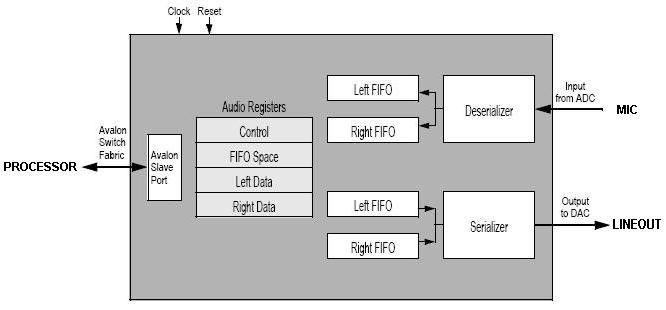 Clock Reset
Left FIFO
Right FIFO
Deserializer
Input
from ADC
MIC
Audio Registers
Control
FIFO Space
Left Data
Right Data
Avalon
Switch
Fabric
PROCESSOR
Avalon
Slave
Port
Left FIFO
Right FIFO
Serializer
Output
to DAC
LINEOUT